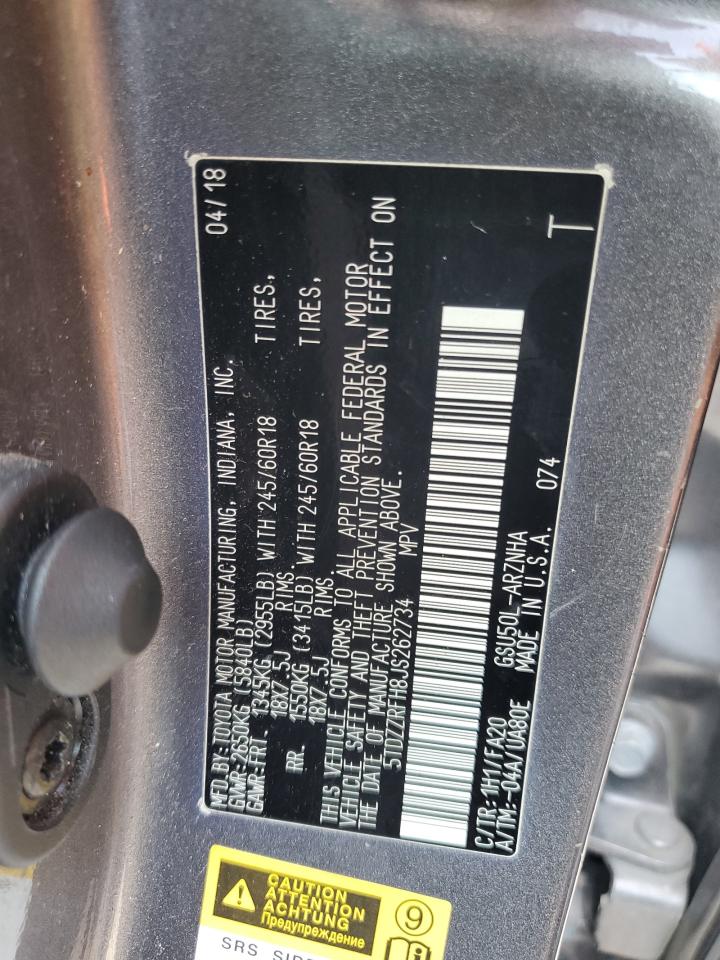 MFD.BY:TOYOTA MOTOR MANUFACTURING, INDIANA, INC. 04/18
GVWR-2650KG(5840LB)
GAWR-FRT 1345KG (2955LB) WITH 245/60R18 TIRES,
18X7.5J RIMS.
RR. 1550KG (3415LB) WITH 245/60R18 TIRES,
18X7.5J RIMS.
THIS VEHICLE CONFORMS TO ALL APPLICABLE FEDERAL MOTOR
VEHICLE SAFETY AND THEFT PREVENTION STANDARDS IN EFFECT ON
THE DATE OF MANUFACTURE SHOWN ABOVE.
5TDZZRFH8JS262734 MPV
C/TR: 1H1/FA20 GSU50L-ARZNHA 074
A/TM:-04A/UA80E MADE IN U.S.A. T
CAUTION
ATTENTION
ACHTUNG
Предупреждение
9
SRS